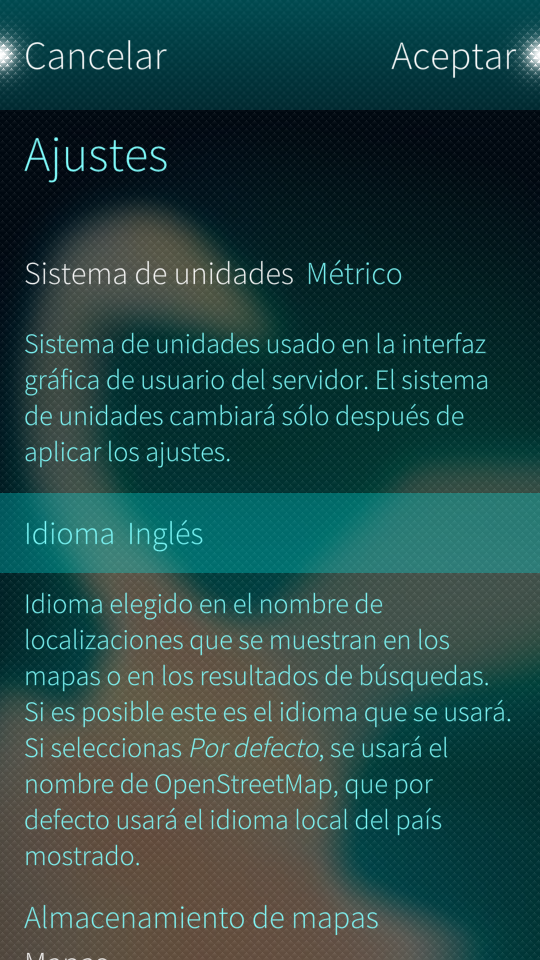 Cancelar Aceptar
Ajustes
Sistema de unidades Métrico
Sistema de unidades usado en la interfaz
gráfica de usuario del servidor. El sistema
de unidades cambiará sólo después de
aplicar los ajustes.
Idioma Inglés
Idioma elegido en el nombre de
localizaciones que se muestran en los
mapas o en los resultados de búsquedas.
Si es posible este es el idioma que se usará.
Si seleccionas Por defecto, se usará el
nombre de OpenStreetMap, que por
defecto usará el idioma local del país
mostrado.
Almacenamiento de mapas
Mapas